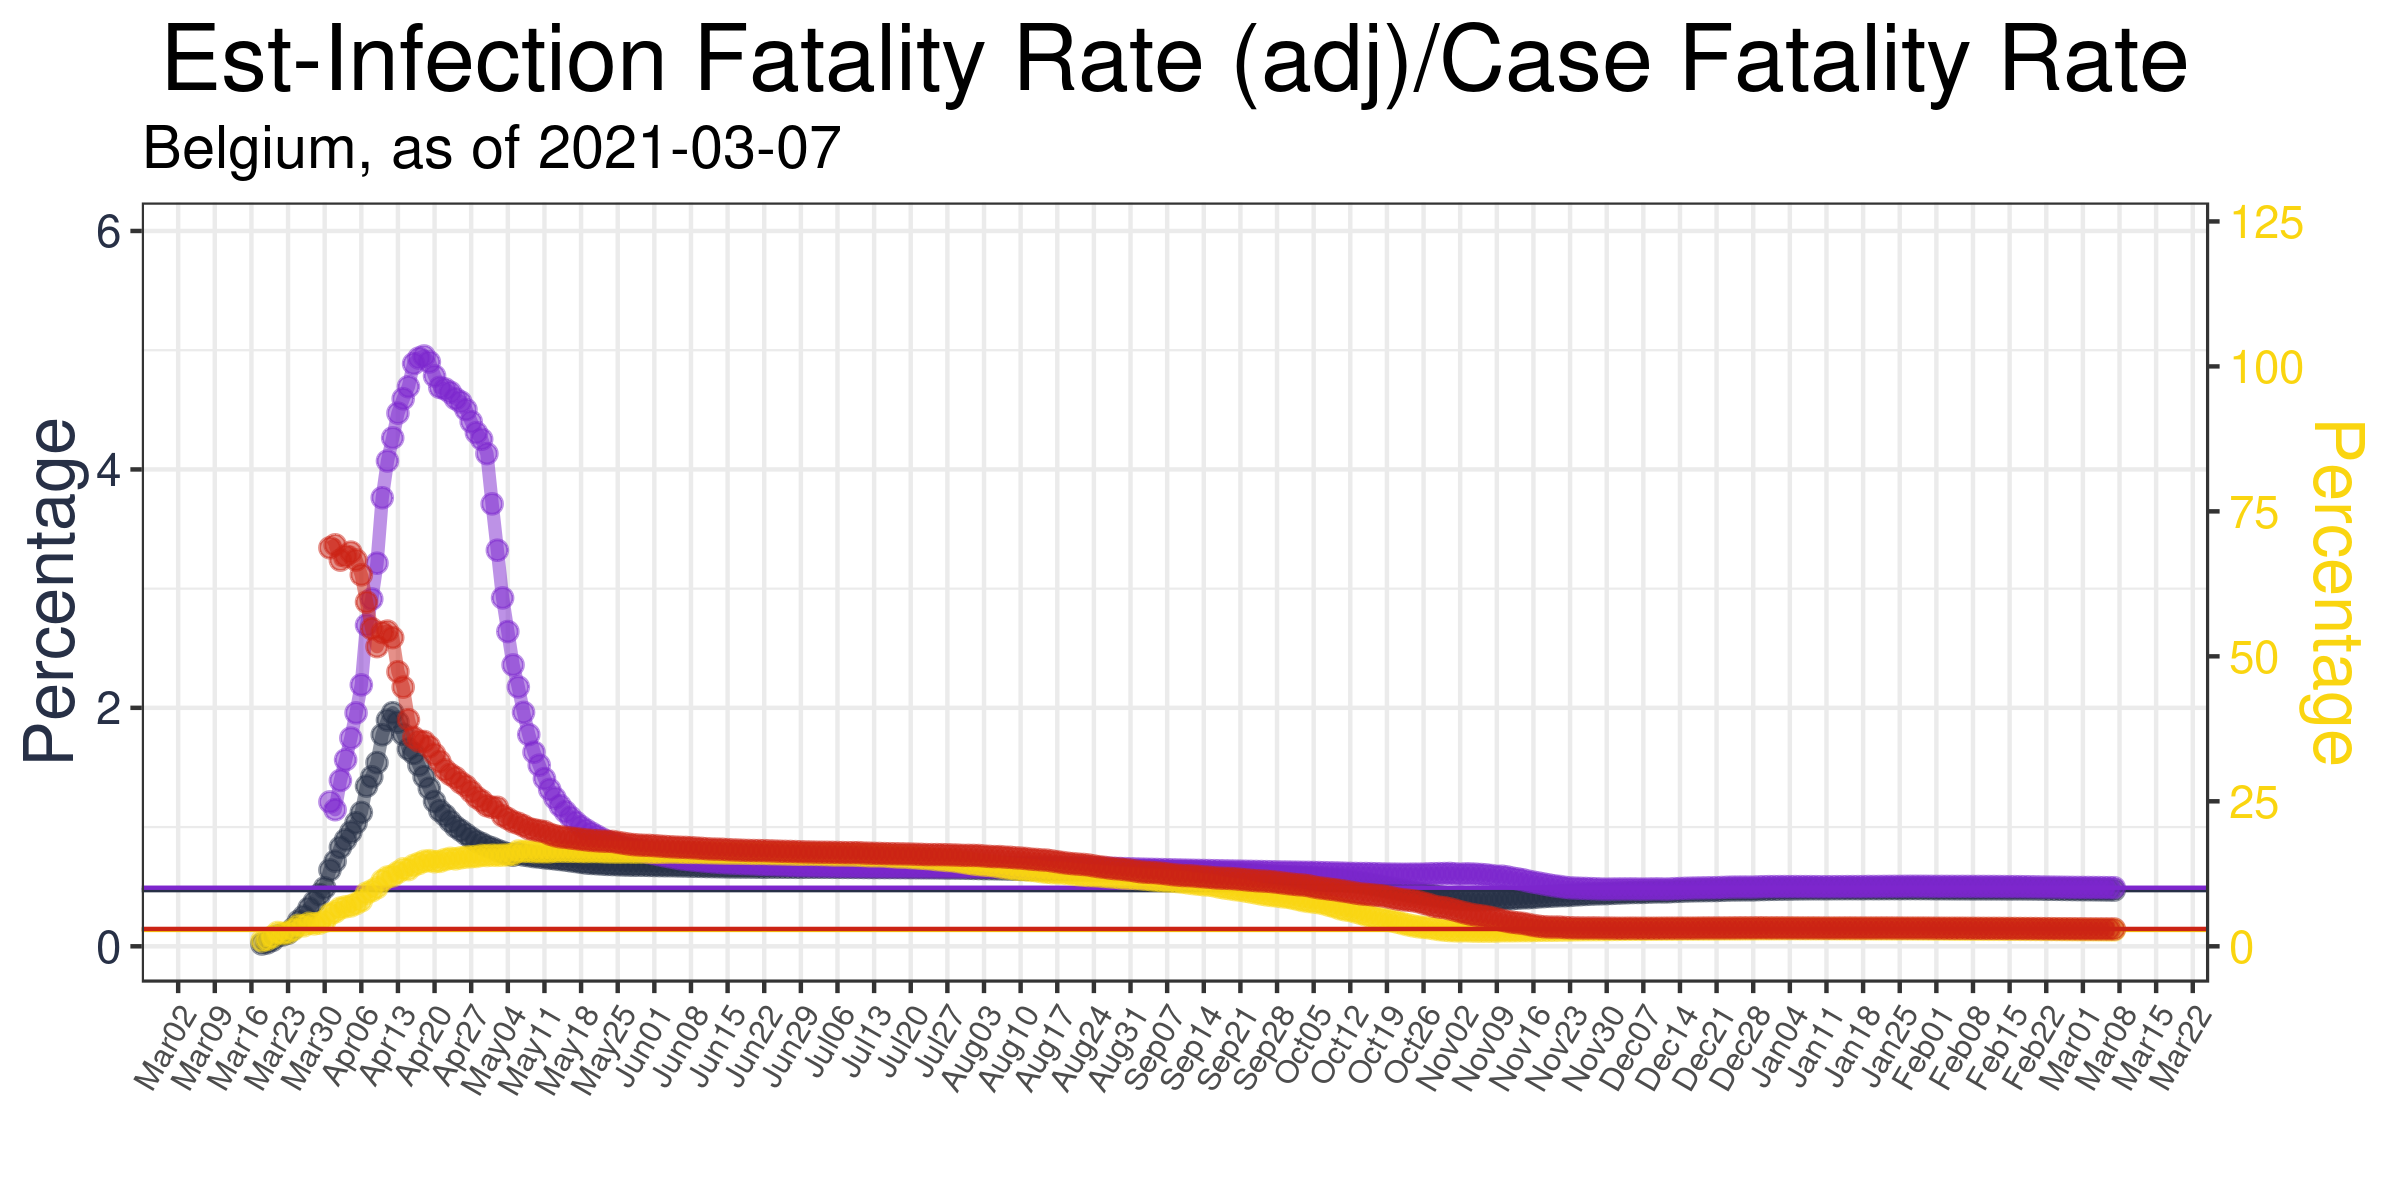 Est-Infection Fatality Rate (adj)/Case Fatality Rate
Belgium, as of 2021-03-07
Percentage
6
4
2
0
125
100
75
50
25
0
Percentage
Mar02
Mar09
Mar16
Mar23
Mar30
Apr06
Apr13
Apr20
Apr27
May04
May11
May18
May25
Jun01
Jun08
Jun15
Jun22
Jun29
Jul06
Jul13
Jul20
Jul27
Aug03
Aug10
Aug17
Aug24
Aug31
Sep07
Sep14
Sep21
Sep28
Oct05
Oct12
Oct19
Oct26
Nov02
Nov09
Nov16
Nov23
Nov30
Dec07
Dec14
Dec21
Dec28
Jan04
Jan11
Jan18
Jan25
Feb01
Feb08
Feb15
Feb22
Mar01
Mar08
Mar15
Mar22